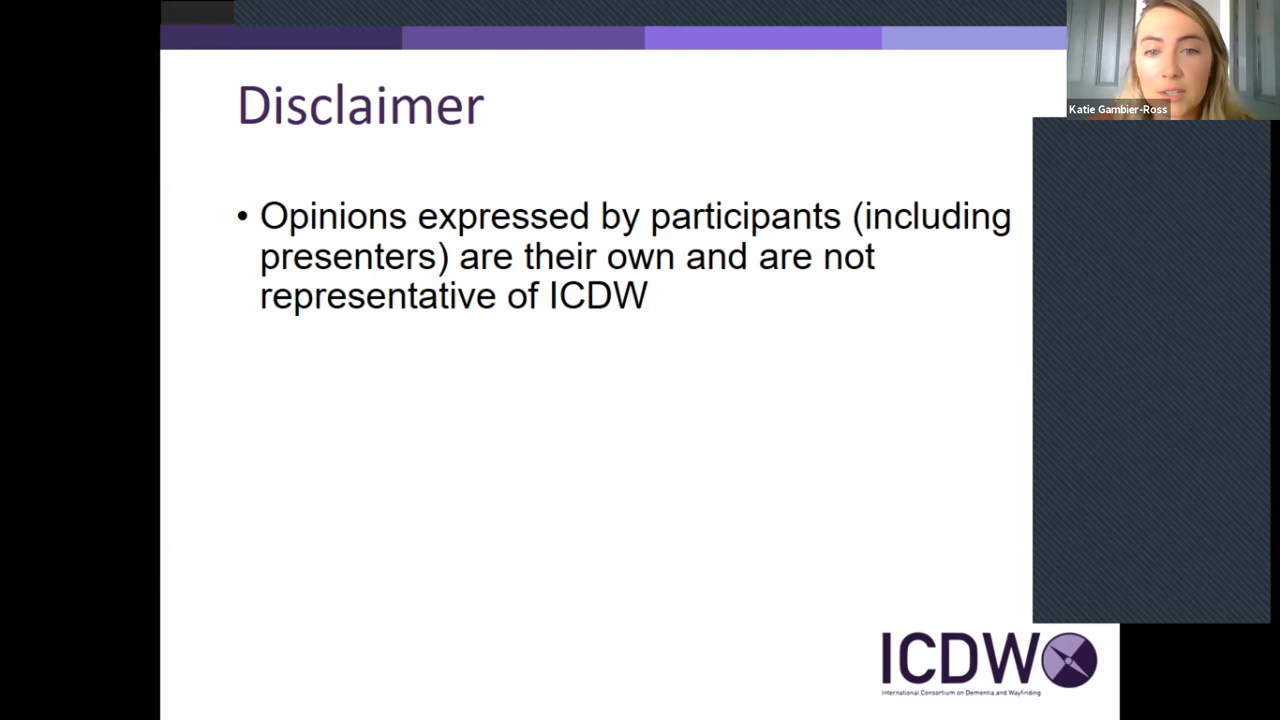 Disclaimer
Katie Gambier-Ross
• Opinions expressed by participants (including
presenters) are their own and are not
representative of ICDW
ICDW
International Consortium on Dementia and Wayfinding